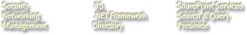 Security
Networking
Management
IIS
.NET Framework
Directory
SharePoint Services
Search & Query
Presence